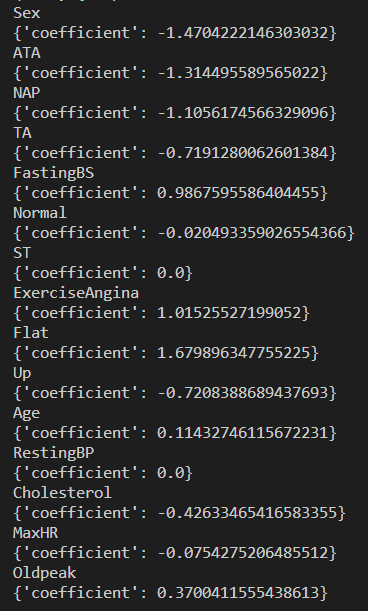 Sex
{'coefficient': -1.4704222146303032}
ATA
{'coefficient': -1.314495589565022}
NAP
{'coefficient': -1.1056174566329096}
TA
{'coefficient': -0.7191280062601384}
FastingBS
{'coefficient': 0.9867595586404455}
Normal
{'coefficient': -0.020493359026554366}
ST
{'coefficient': 0.0}
ExerciseAngina
{'coefficient': 1.01525527199052}
Flat
{'coefficient': 1.679896347755225}
Up
{'coefficient': -0.7208388689437693}
Age
{'coefficient': 0.11432746115672231}
RestingBP
{'coefficient': 0.0}
Cholesterol
{'coefficient': -0.42633465416583355}
MaxHR
{'coefficient': -0.0754275206485512}
Oldpeak
{'coefficient': 0.3700411555438613}